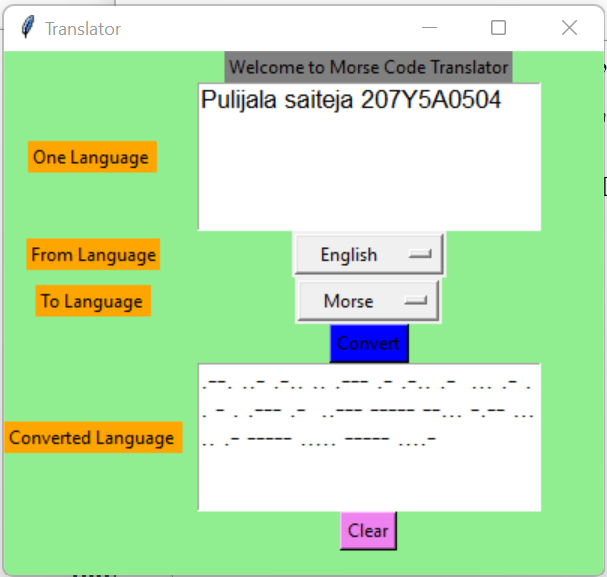 Translator
Welcome to Morse Code Translator
Pulijala saiteja 207Y5A0504
One Language
From Language
English
To Language
Morse
Convert
.--. ..- .-.. .. .--- .- .-.. .-  ... .- .
. - . .--- .-  ..--- ----- --... -.-- ...
.. .- ----- ..... ----- ....-
Converted Language
Clear